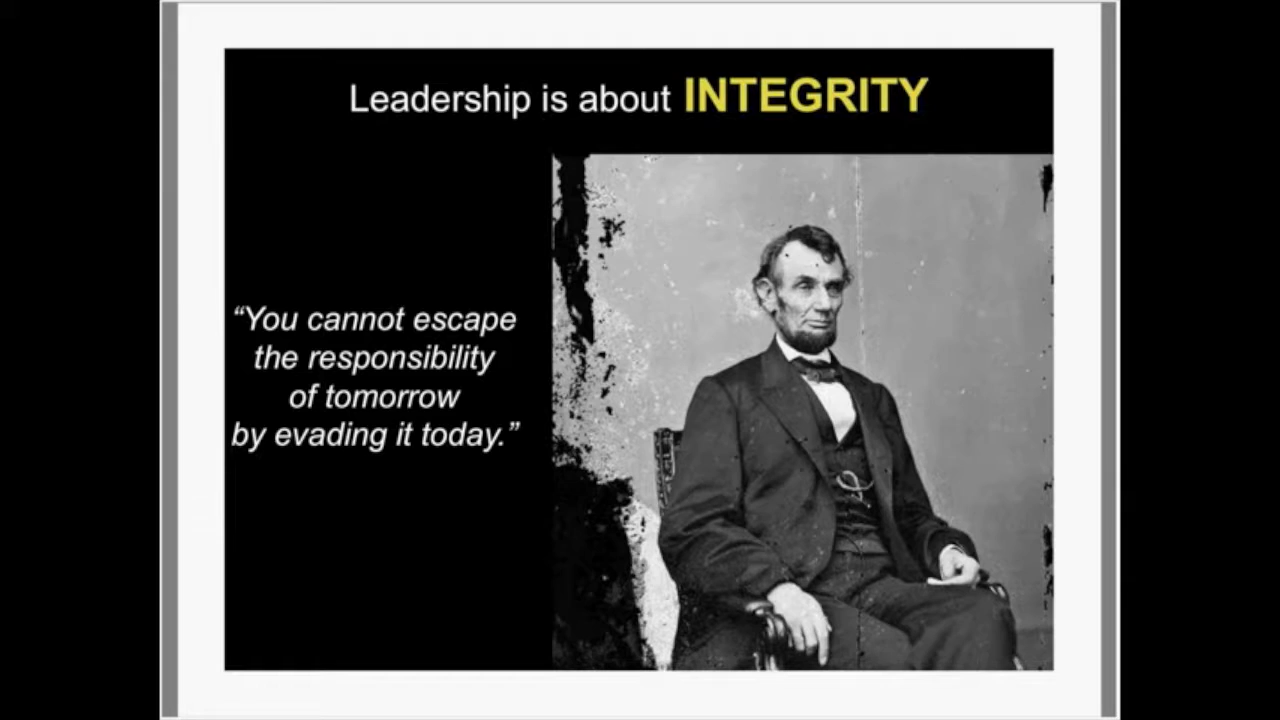 Leadership is about INTEGRITY
“You cannot escape
the responsibility
of tomorrow
by evading it today.”